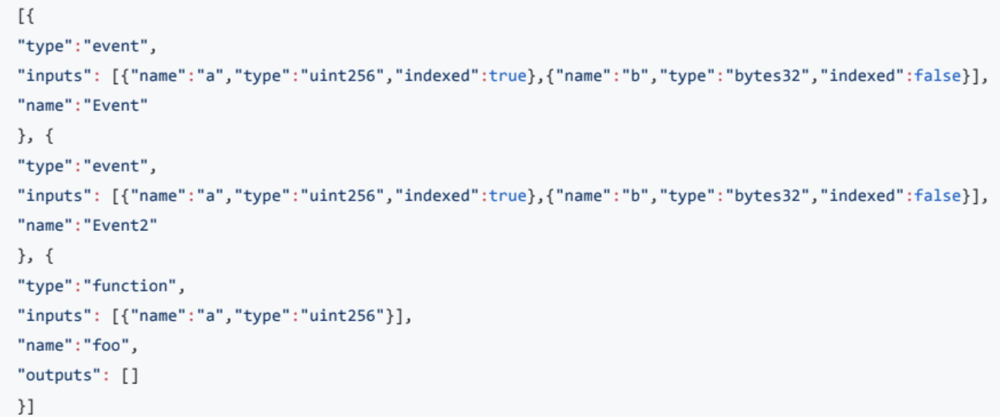 [{
"type":"event",
"inputs": [{"name":"a","type":"uint256","indexed":true},{"name":"b","type":"bytes32","indexed":false}],
"name":"Event"
}, {
"type":"event",
"inputs": [{"name":"a","type":"uint256","indexed":true},{"name":"b","type":"bytes32","indexed":false}],
"name":"Event2"
}, {
"type":"function",
"inputs": [{"name":"a","type":"uint256"}],
"name":"foo",
"outputs": []
}]